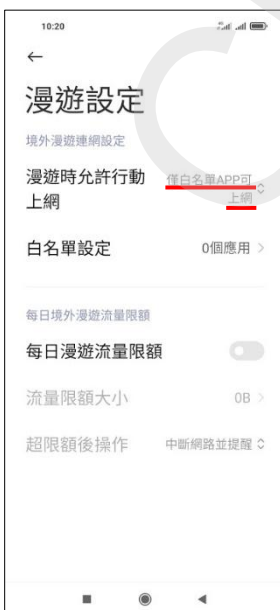 10:20
漫遊設定
境外漫遊連網設定
漫遊時允許行動
上網
僅白名單APP可
上網
白名單設定
0個應用
每日境外漫遊流量限額
每日漫遊流量限額
流量限額大小
0B
超限額後操作
中斷網路並提醒